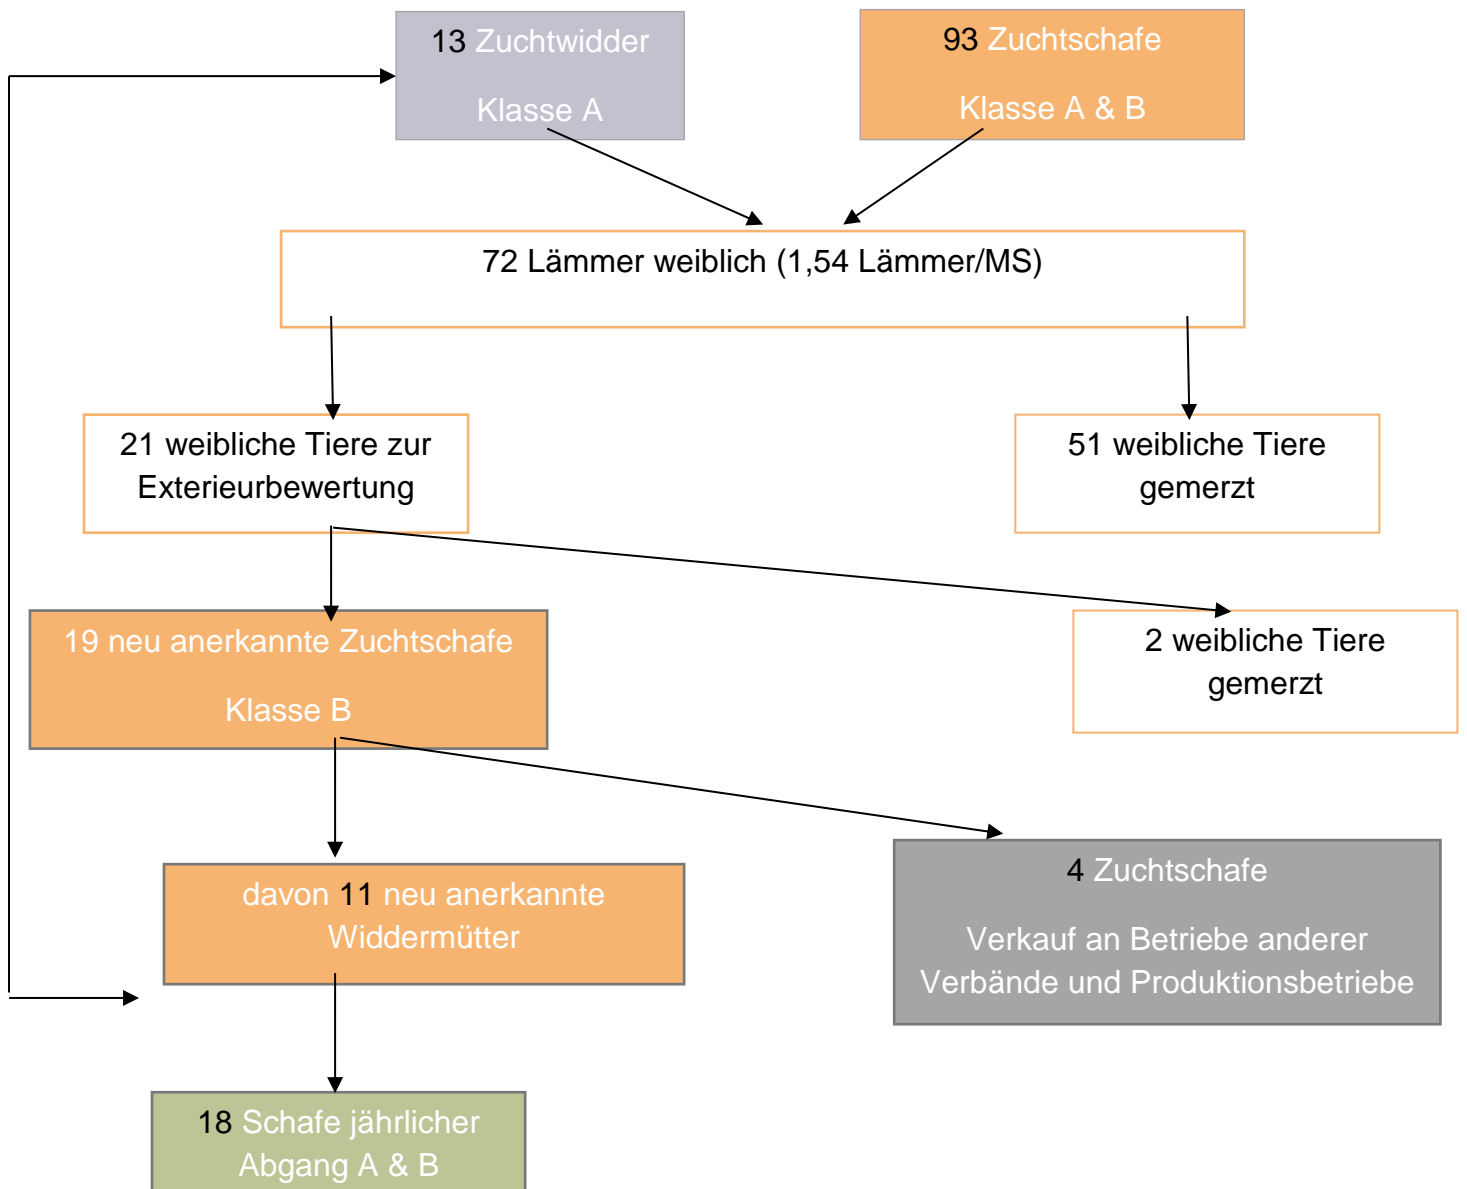 13 Zuchtwidder
Klasse A
93 Zuchtschafe
Klasse A & B
72 Lämmer weiblich (1,54 Lämmer/MS)
21 weibliche Tiere zur
Exterieurbewertung
51 weibliche Tiere
gemerzt
19 neu anerkannte Zuchtschafe
Klasse B
2 weibliche Tiere
gemerzt
davon 11 neu anerkannte
Widdermütter
4 Zuchtschafe
Verkauf an Betriebe anderer
Verbände und Produktionsbetriebe
18 Schafe jährlicher
Abgang A & B